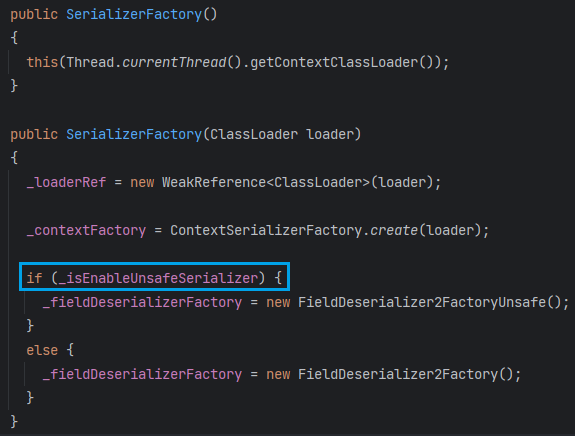 public SerializerFactory()
{
  this(Thread.currentThread().getContextClassLoader());
}

public SerializerFactory(ClassLoader loader)
{
  _loaderRef = new WeakReference<ClassLoader>(loader);

  _contextFactory = ContextSerializerFactory.create(loader);

  if (_isEnableUnsafeSerializer) {
    _fieldDeserializerFactory = new FieldDeserializer2FactoryUnsafe();
  }
  else {
    _fieldDeserializerFactory = new FieldDeserializer2Factory();
  }
}